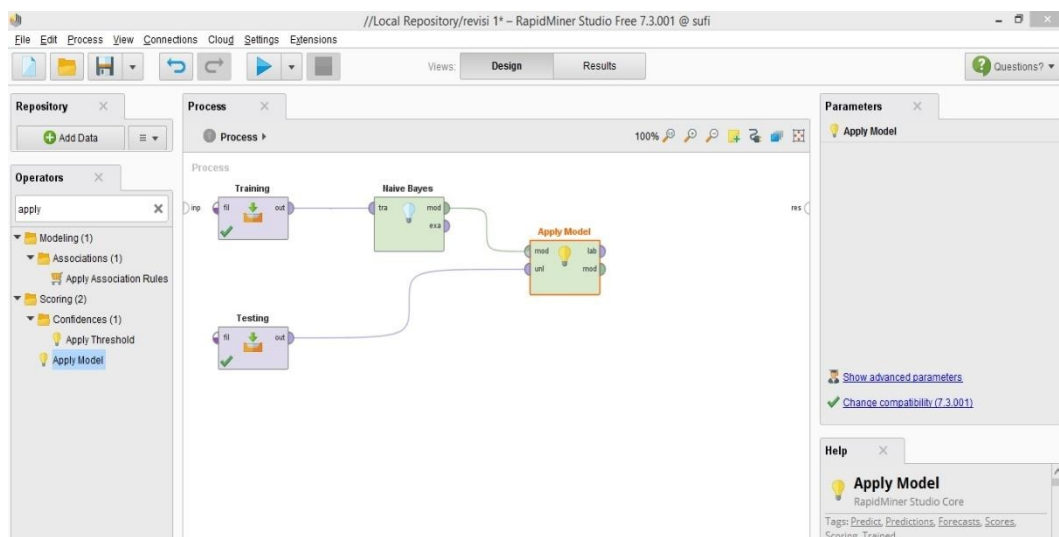 //Local Repository/revisi 1* – RapidMiner Studio Free 7.3.001 @ sufi
File Edit Process View Connections Cloud Settings Extensions
Views: Design Results
Questions?
Repository
Add Data
Operators
apply
Modeling (1)
Associations (1)
Apply Association Rules
Scoring (2)
Confidences (1)
Apply Threshold
Apply Model
Process
Process
100%
Process
Training
inp
fil out
Naive Bayes
tra mod
exa
Apply Model
mod lab
unl mod
res
Testing
fil out
Parameters
Apply Model
Show advanced parameters
Change compatibility (7.3.001)
Help
Apply Model
RapidMiner Studio Core
Tags: Predict, Predictions, Forecasts, Scores,
Scoring, Trained